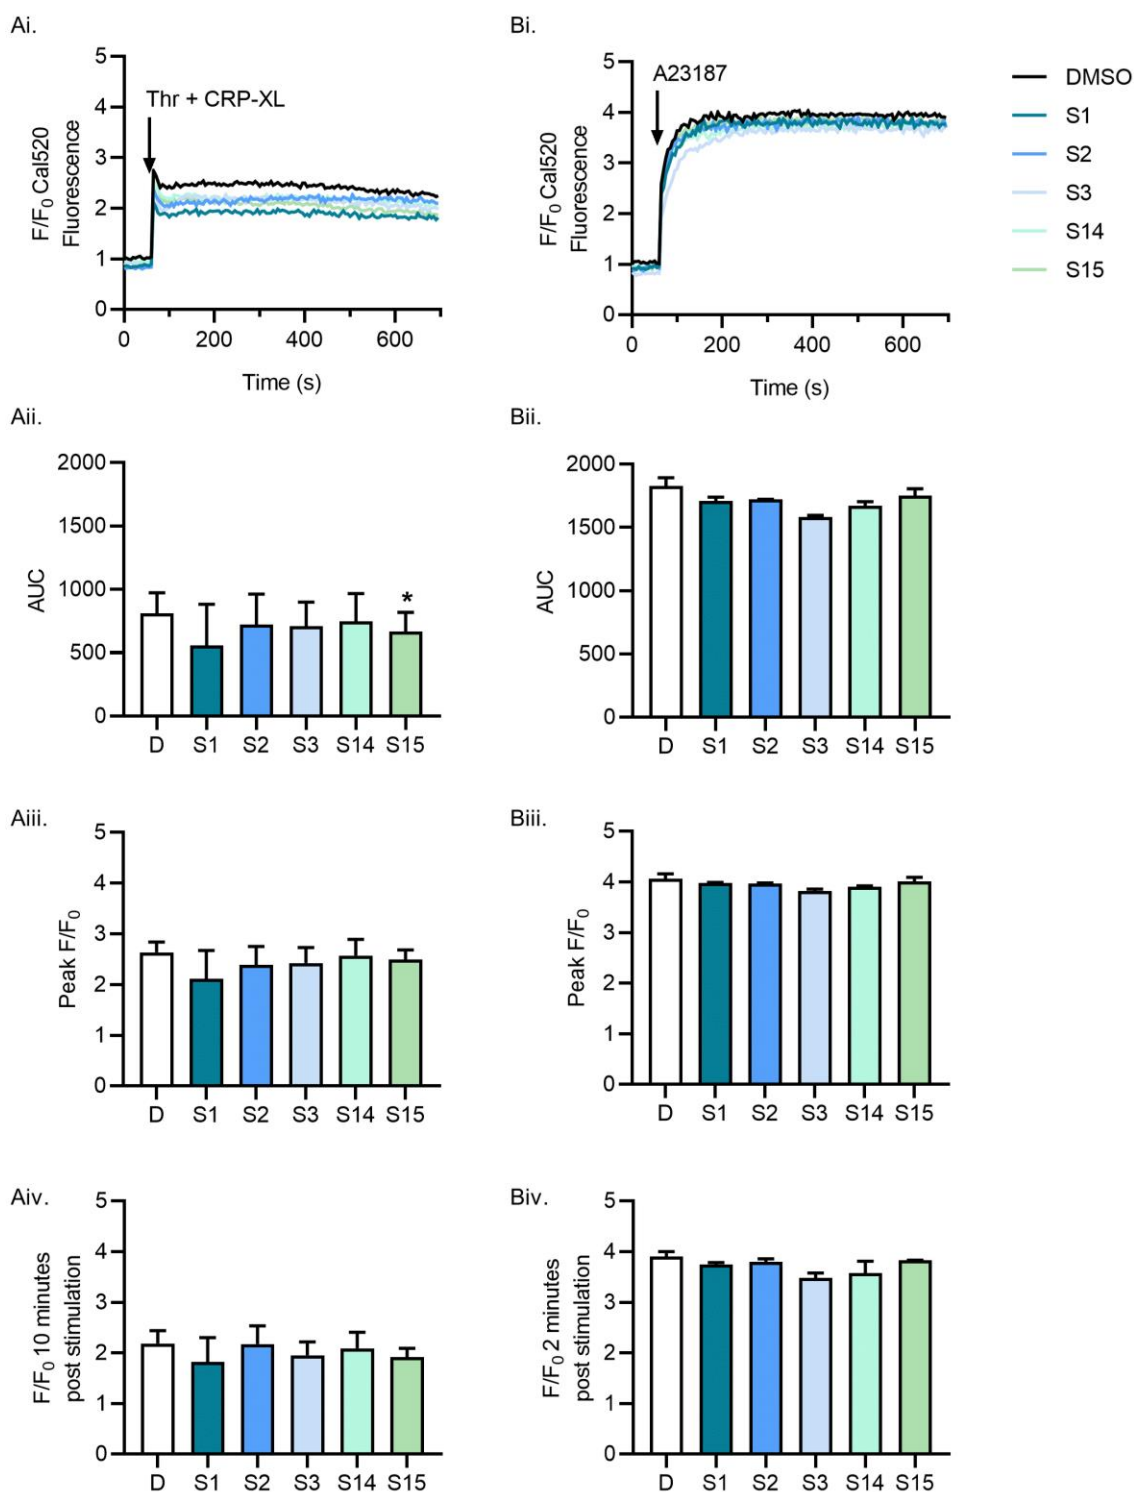 Ai.
5
4
3
2
1
0
F/F₀ Cal520
Fluorescence
Thr + CRP-XL
0 200 400 600
Time (s)
Bi.
5
4
3
2
1
0
F/F₀ Cal520
Fluorescence
A23187
0 200 400 600
Time (s)
DMSO
S1
S2
S3
S14
S15
Aii.
2000
1500
1000
500
0
AUC
*
D S1 S2 S3 S14 S15
Bii.
2000
1500
1000
500
0
AUC
D S1 S2 S3 S14 S15
Aiii.
5
4
3
2
1
0
Peak F/F₀
D S1 S2 S3 S14 S15
Biii.
5
4
3
2
1
0
Peak F/F₀
D S1 S2 S3 S14 S15
Aiv.
5
4
3
2
1
0
F/F₀ 10 minutes
post stimulation
D S1 S2 S3 S14 S15
Biv.
5
4
3
2
1
0
F/F₀ 2 minutes
post stimulation
D S1 S2 S3 S14 S15